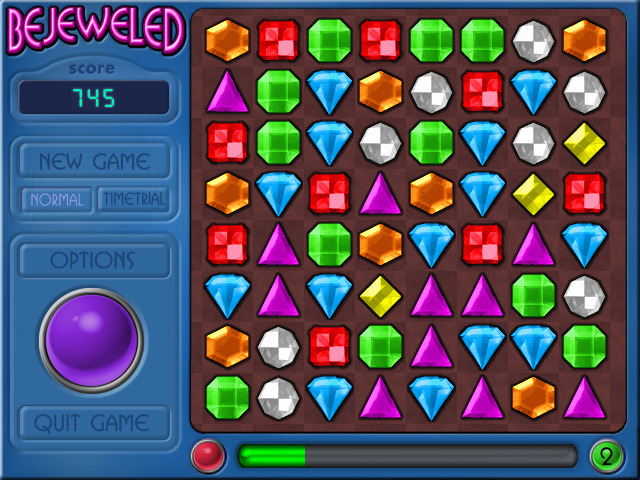 BEJEWELED
score
745
NEW GAME
NORMAL TIMETRIAL
OPTIONS
QUIT GAME
2